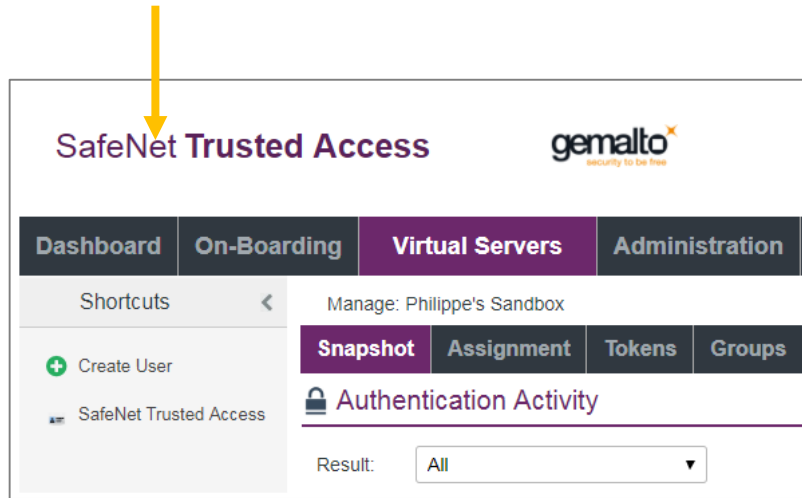 SafeNet Trusted Access
gemalto
security to be free
Dashboard On-Boarding Virtual Servers Administration
Shortcuts
Manage: Philippe's Sandbox
Snapshot Assignment Tokens Groups
Create User
Authentication Activity
SafeNet Trusted Access
Result: All